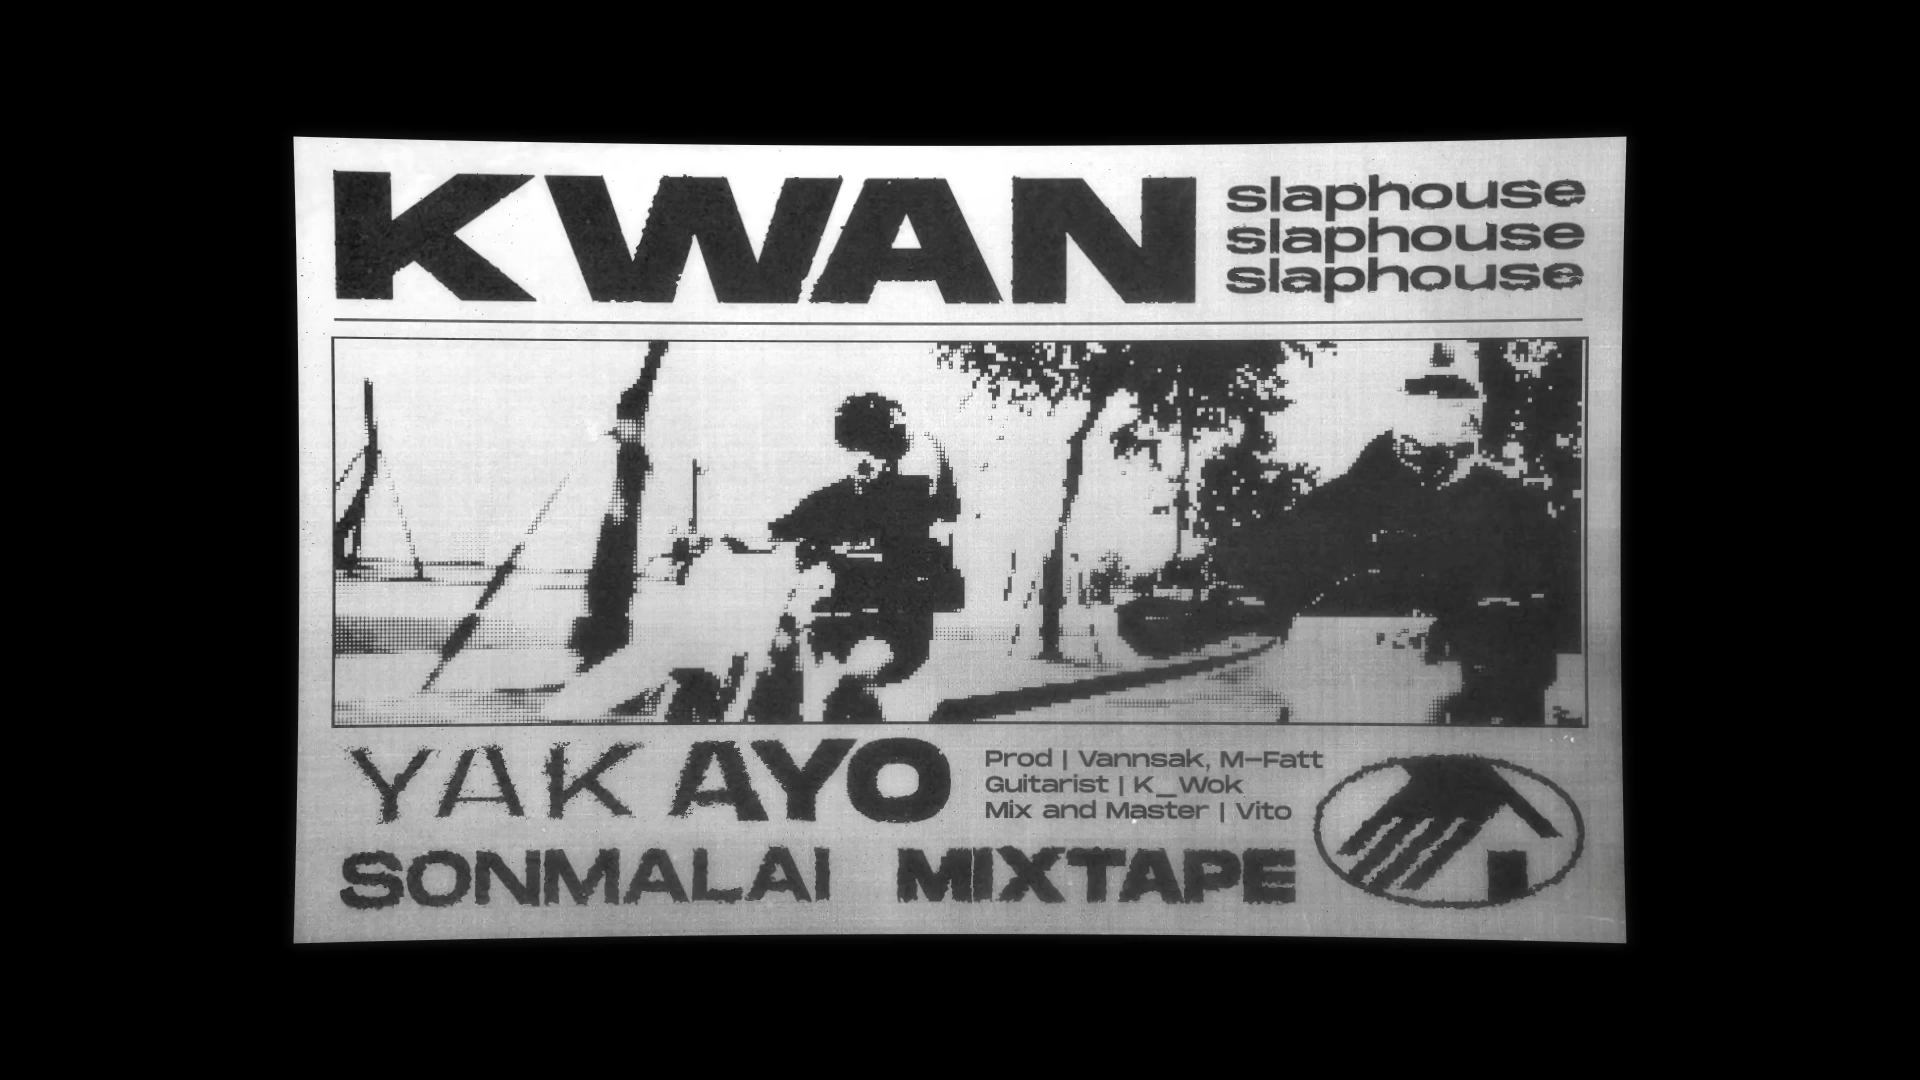 KWAN
slaphouse
slaphouse
slaphouse
YAK AYO
Prod | Vannsak, M-Fatt
Guitarist | K_Wok
Mix and Master | Vito
SONMALAI MIXTAPE